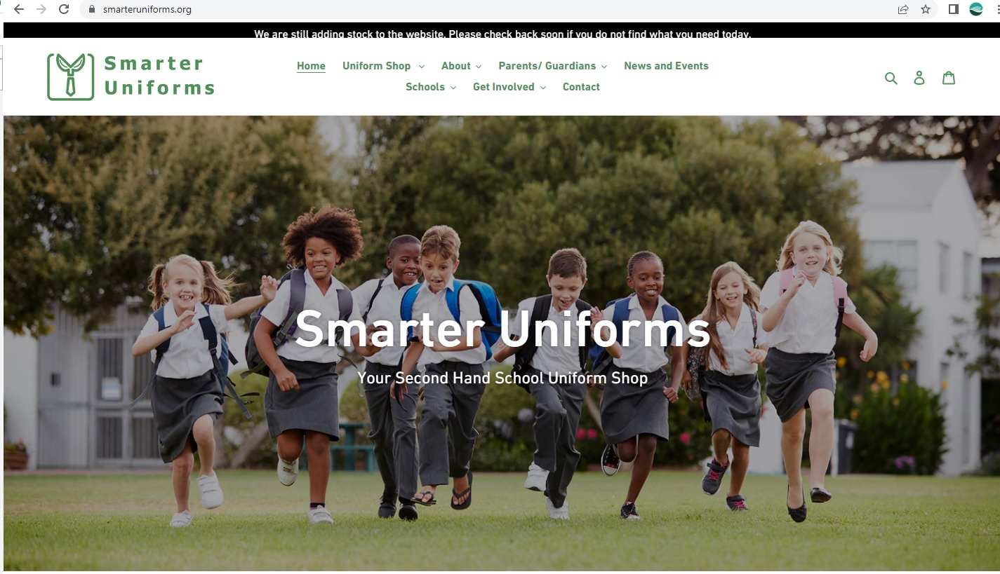 smarteruniforms.org
We are still adding stock to the website. Please check back soon if you do not find what you need today.
Smarter
Uniforms
Home Uniform Shop About Parents/ Guardians News and Events
Schools Get Involved Contact
Smarter Uniforms
Your Second Hand School Uniform Shop